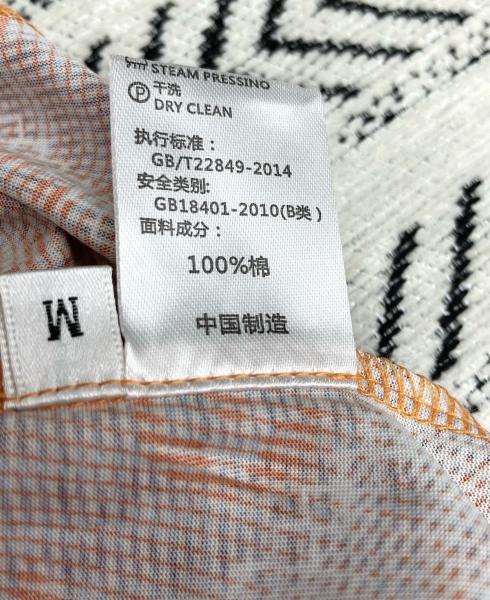 STEAM PRESSINO
Ⓟ 干洗
DRY CLEAN
执行标准：
GB/T22849-2014
安全类别:
GB18401-2010(B类)
面料成分：
100%棉
中国制造
M